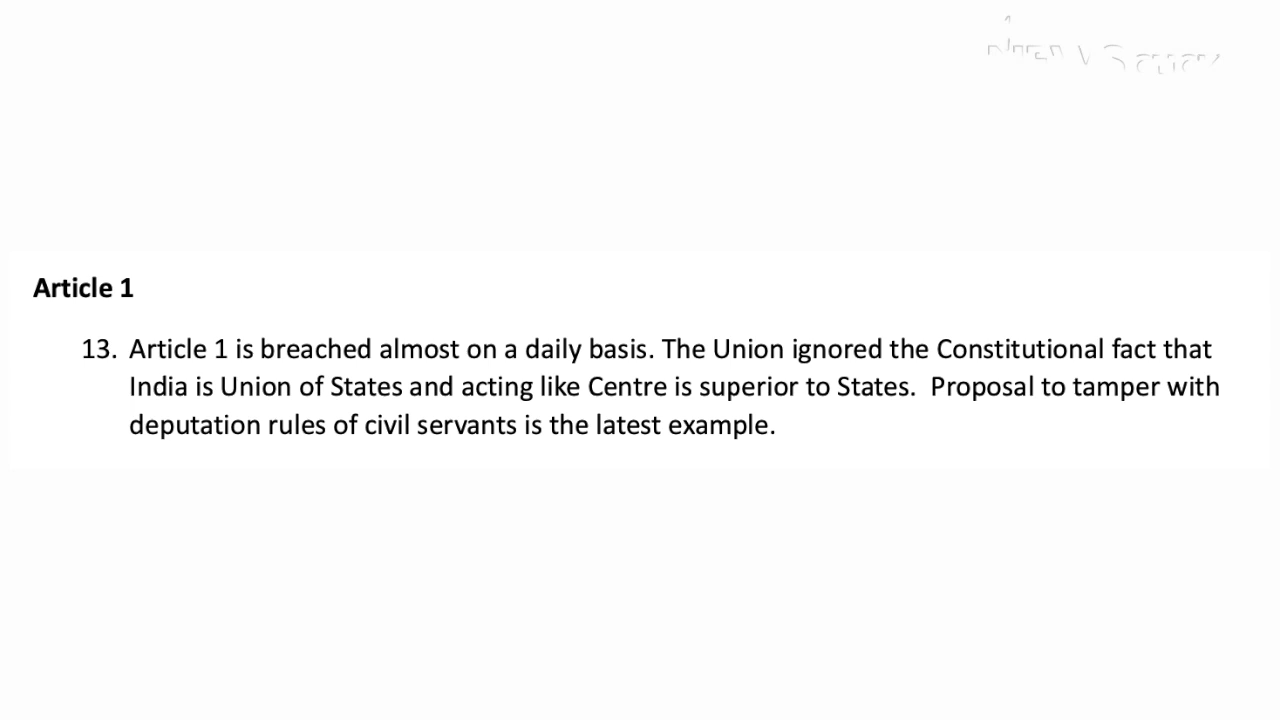 Article 1
13. Article 1 is breached almost on a daily basis. The Union ignored the Constitutional fact that
India is Union of States and acting like Centre is superior to States. Proposal to tamper with
deputation rules of civil servants is the latest example.